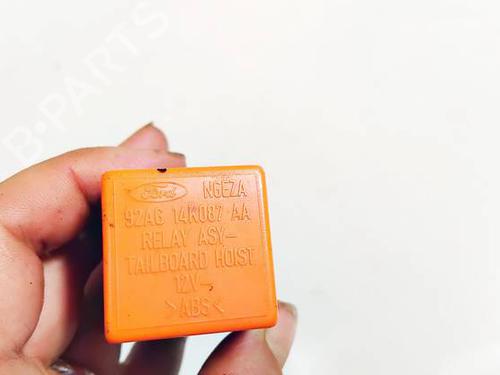 B-PARTS
Ford NGEZA
92AG 14K087 AA
RELAY ASY-
TAILBOARD HOIST
12V-
>ABS<